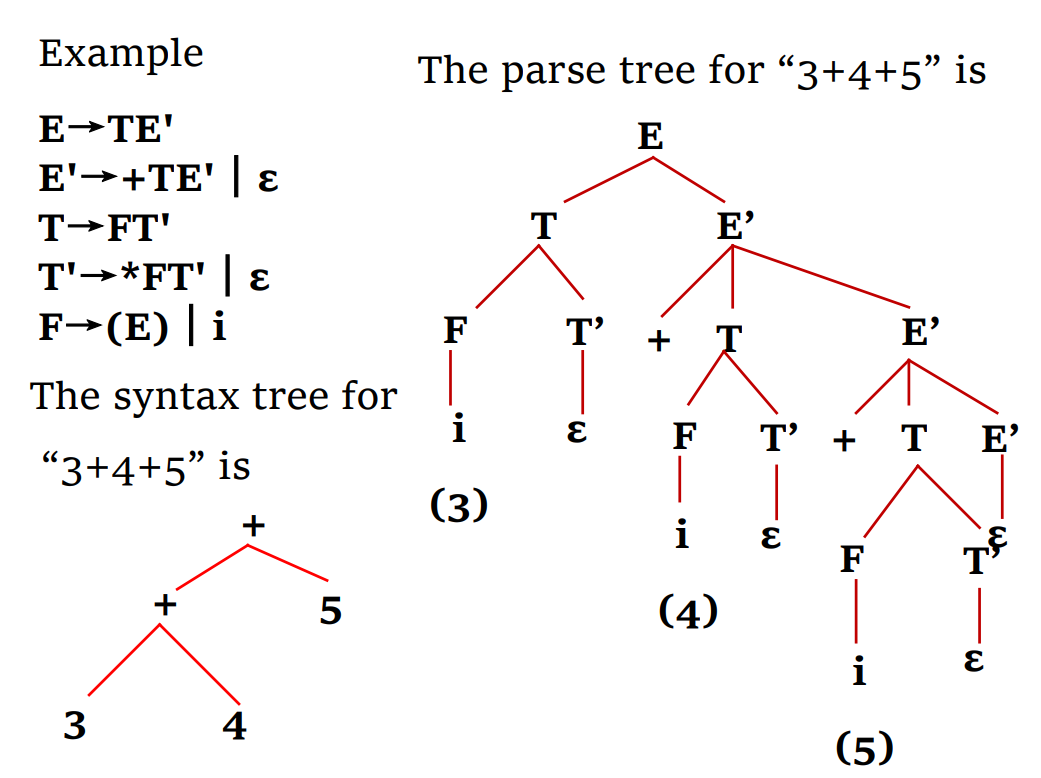 Example
E→TE'
E'→+TE' | ε
T→FT'
T'→*FT' | ε
F→(E) | i
The syntax tree for
“3+4+5” is
+
+ 5
3 4
The parse tree for “3+4+5” is
E
T E’
F T’ + T E’
i ε F T’ + T E’
(3) i ε F T’ ε
(4) i ε
(5)